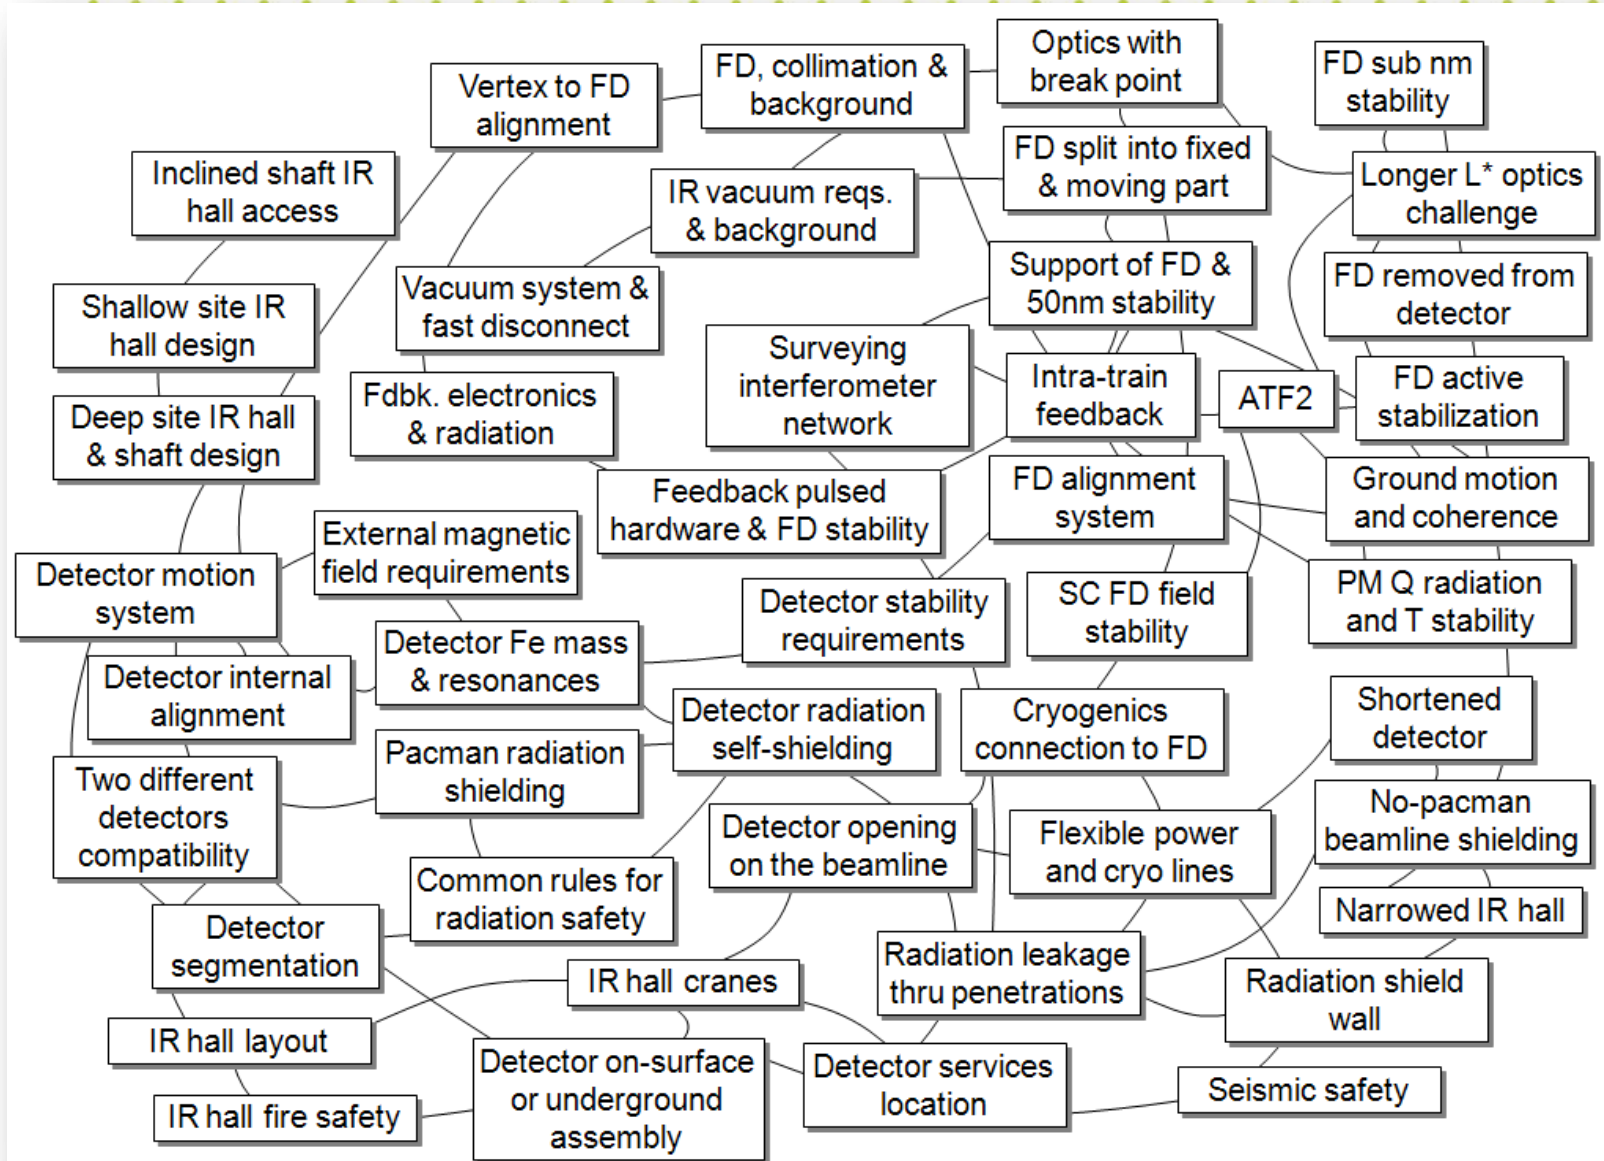 Optics with
break point
FD, collimation &
background
FD sub nm
stability
Vertex to FD
alignment
FD split into fixed
& moving part
Inclined shaft IR
hall access
Longer L* optics
challenge
IR vacuum reqs.
& background
Support of FD &
50nm stability
FD removed from
detector
Vacuum system &
fast disconnect
Shallow site IR
hall design
Surveying
interferometer
network
Intra-train
feedback
FD active
stabilization
ATF2
Fdbk. electronics
& radiation
Deep site IR hall
& shaft design
FD alignment
system
Ground motion
and coherence
Feedback pulsed
hardware & FD stability
External magnetic
field requirements
Detector motion
system
PM Q radiation
and T stability
SC FD field
stability
Detector stability
requirements
Detector Fe mass
& resonances
Detector internal
alignment
Shortened
detector
Detector radiation
self-shielding
Cryogenics
connection to FD
Pacman radiation
shielding
Two different
detectors
compatibility
No-pacman
beamline shielding
Detector opening
on the beamline
Flexible power
and cryo lines
Common rules for
radiation safety
Narrowed IR hall
Detector
segmentation
Radiation leakage
thru penetrations
IR hall cranes
Radiation shield
wall
IR hall layout
Detector on-surface
or underground
assembly
Detector services
location
Seismic safety
IR hall fire safety